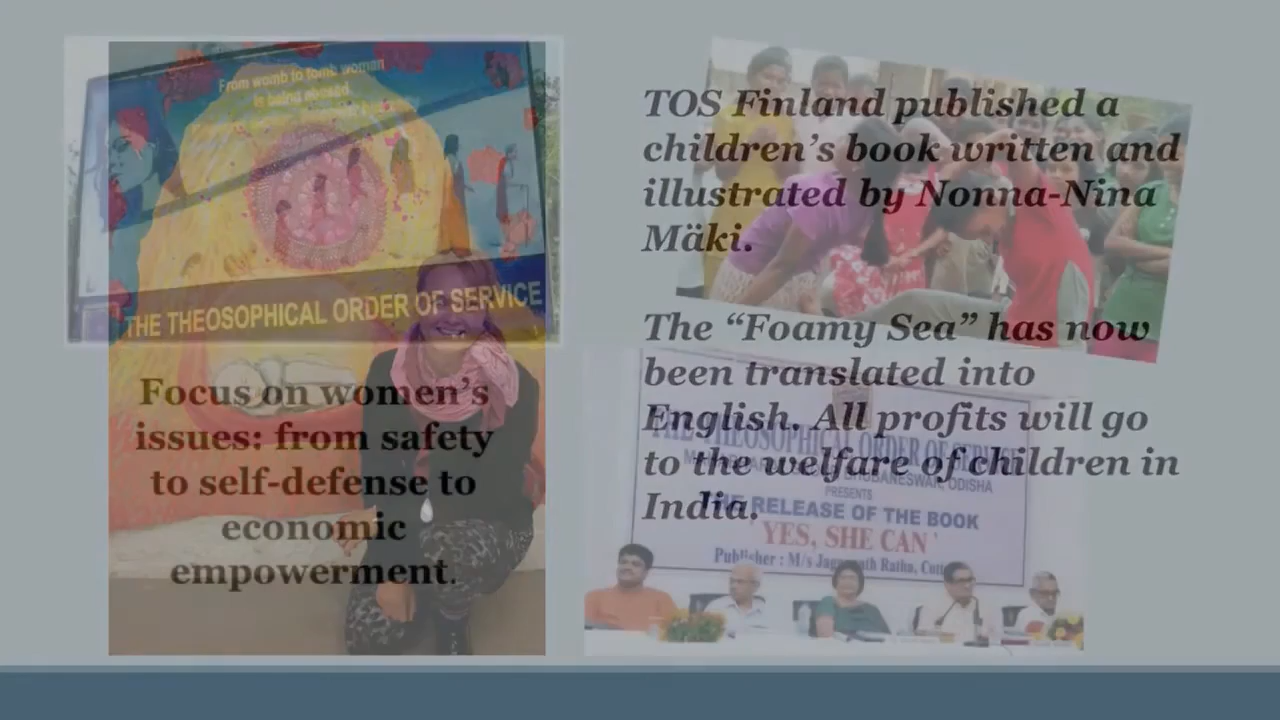 From womb to tomb woman
is being abused.
THE THEOSOPHICAL ORDER OF SERVICE
Focus on women's
issues: from safety
to self-defense to
economic
empowerment.
TOS Finland published a
children's book written and
illustrated by Nonna-Nina
Mäki.
The “Foamy Sea” has now
been translated into
English. All profits will go
to the welfare of children in
India.
THE THEOSOPHICAL ORDER OF SERVICE
BHUBANESWAR, ODISHA
PRESENTS
THE RELEASE OF THE BOOK
'YES, SHE CAN'
Publisher : M/s Jagannath Ratha,